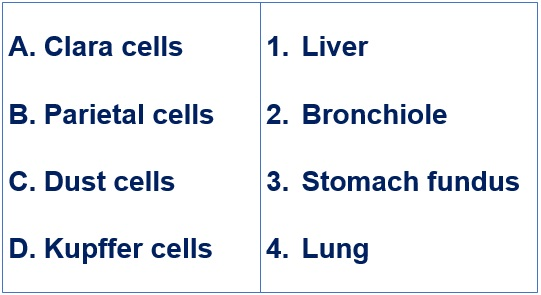 A. Clara cells
1. Liver
B. Parietal cells
2. Bronchiole
C. Dust cells
3. Stomach fundus
D. Kupffer cells
4. Lung